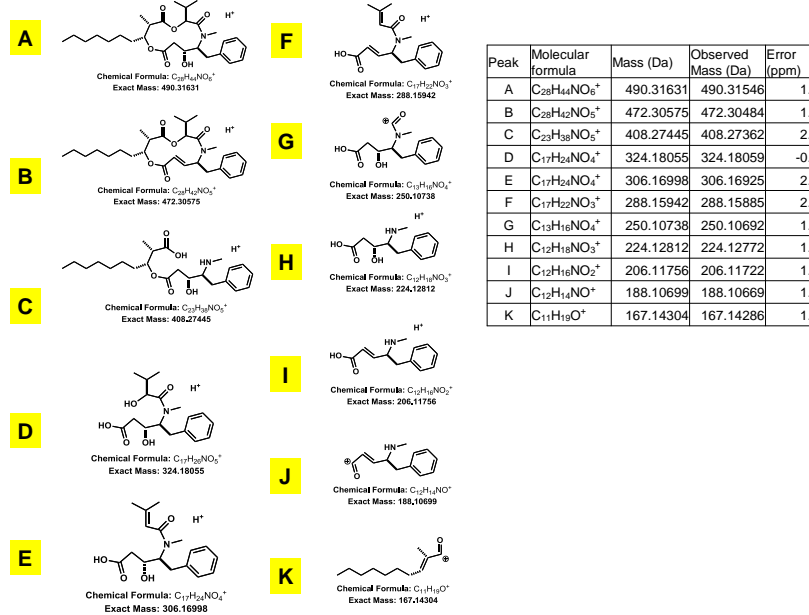 A
H⁺
Chemical Formula: C₂₈H₄₄NO₆⁺
Exact Mass: 490.31631
B
H⁺
Chemical Formula: C₂₈H₄₂NO₅⁺
Exact Mass: 472.30575
C
H⁺
Chemical Formula: C₂₃H₃₈NO₅⁺
Exact Mass: 408.27445
D
H⁺
Chemical Formula: C₁₇H₂₆NO₅⁺
Exact Mass: 324.18055
E
H⁺
Chemical Formula: C₁₇H₂₄NO₄⁺
Exact Mass: 306.16998
F
H⁺
Chemical Formula: C₁₇H₂₂NO₃⁺
Exact Mass: 288.15942
G
Chemical Formula: C₁₃H₁₆NO₄⁺
Exact Mass: 250.10738
H
H⁺
Chemical Formula: C₁₂H₁₈NO₃⁺
Exact Mass: 224.12812
I
H⁺
Chemical Formula: C₁₂H₁₆NO₂⁺
Exact Mass: 206.11756
J
Chemical Formula: C₁₂H₁₄NO⁺
Exact Mass: 188.10699
K
Chemical Formula: C₁₁H₁₉O⁺
Exact Mass: 167.14304
Peak Molecular formula Mass (Da) Observed Mass (Da) Error (ppm)
A C₂₈H₄₄NO₆⁺ 490.31631 490.31546 1.
B C₂₈H₄₂NO₅⁺ 472.30575 472.30484 1.
C C₂₃H₃₈NO₅⁺ 408.27445 408.27362 2.
D C₁₇H₂₄NO₄⁺ 324.18055 324.18059 -0.
E C₁₇H₂₄NO₄⁺ 306.16998 306.16925 2.
F C₁₇H₂₂NO₃⁺ 288.15942 288.15885 2.
G C₁₃H₁₆NO₄⁺ 250.10738 250.10692 1.
H C₁₂H₁₈NO₃⁺ 224.12812 224.12772 1.
I C₁₂H₁₆NO₂⁺ 206.11756 206.11722 1.
J C₁₂H₁₄NO⁺ 188.10699 188.10669 1.
K C₁₁H₁₉O⁺ 167.14304 167.14286 1.